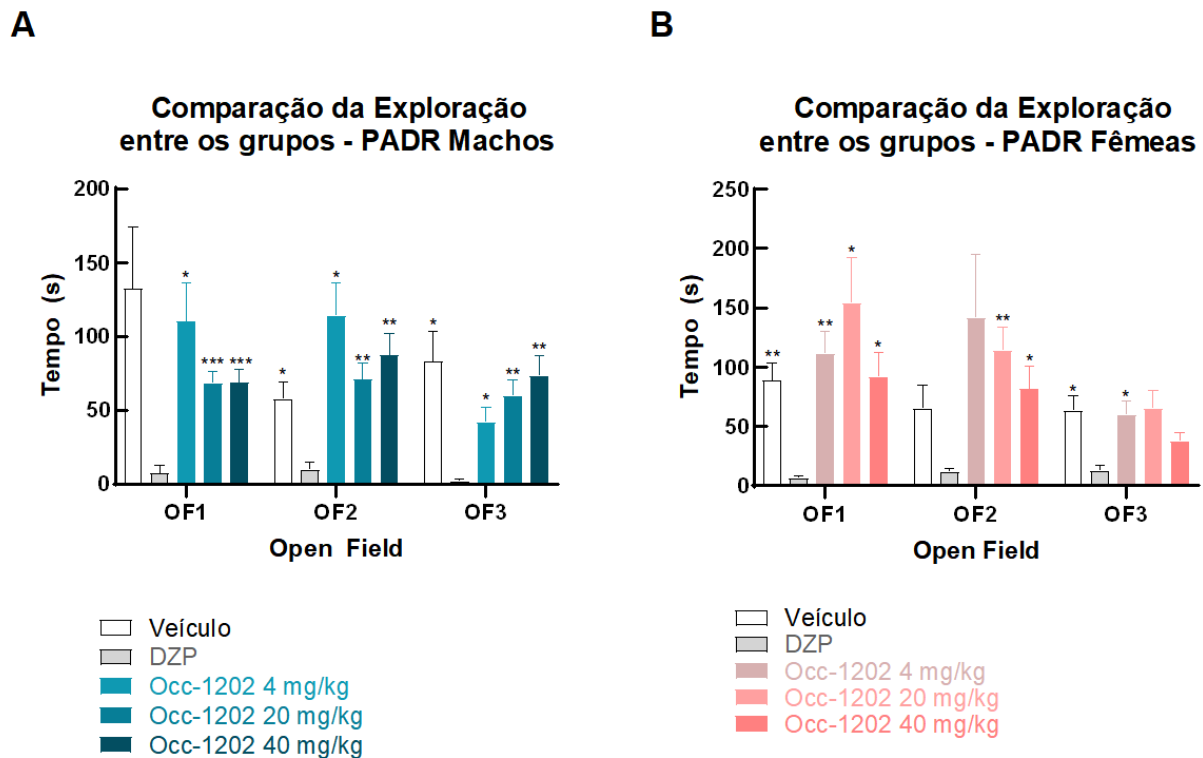 A
Comparação da Exploração
entre os grupos - PADR Machos
Tempo (s)
200
150
100
50
0
*
***
***
*
*
**
**
*
*
**
**
OF1
OF2
OF3
Open Field
Veículo
DZP
Occ-1202 4 mg/kg
Occ-1202 20 mg/kg
Occ-1202 40 mg/kg
B
Comparação da Exploração
entre os grupos - PADR Fêmeas
Tempo (s)
250
200
150
100
50
0
**
**
*
*
**
*
*
*
OF1
OF2
OF3
Open Field
Veículo
DZP
Occ-1202 4 mg/kg
Occ-1202 20 mg/kg
Occ-1202 40 mg/kg